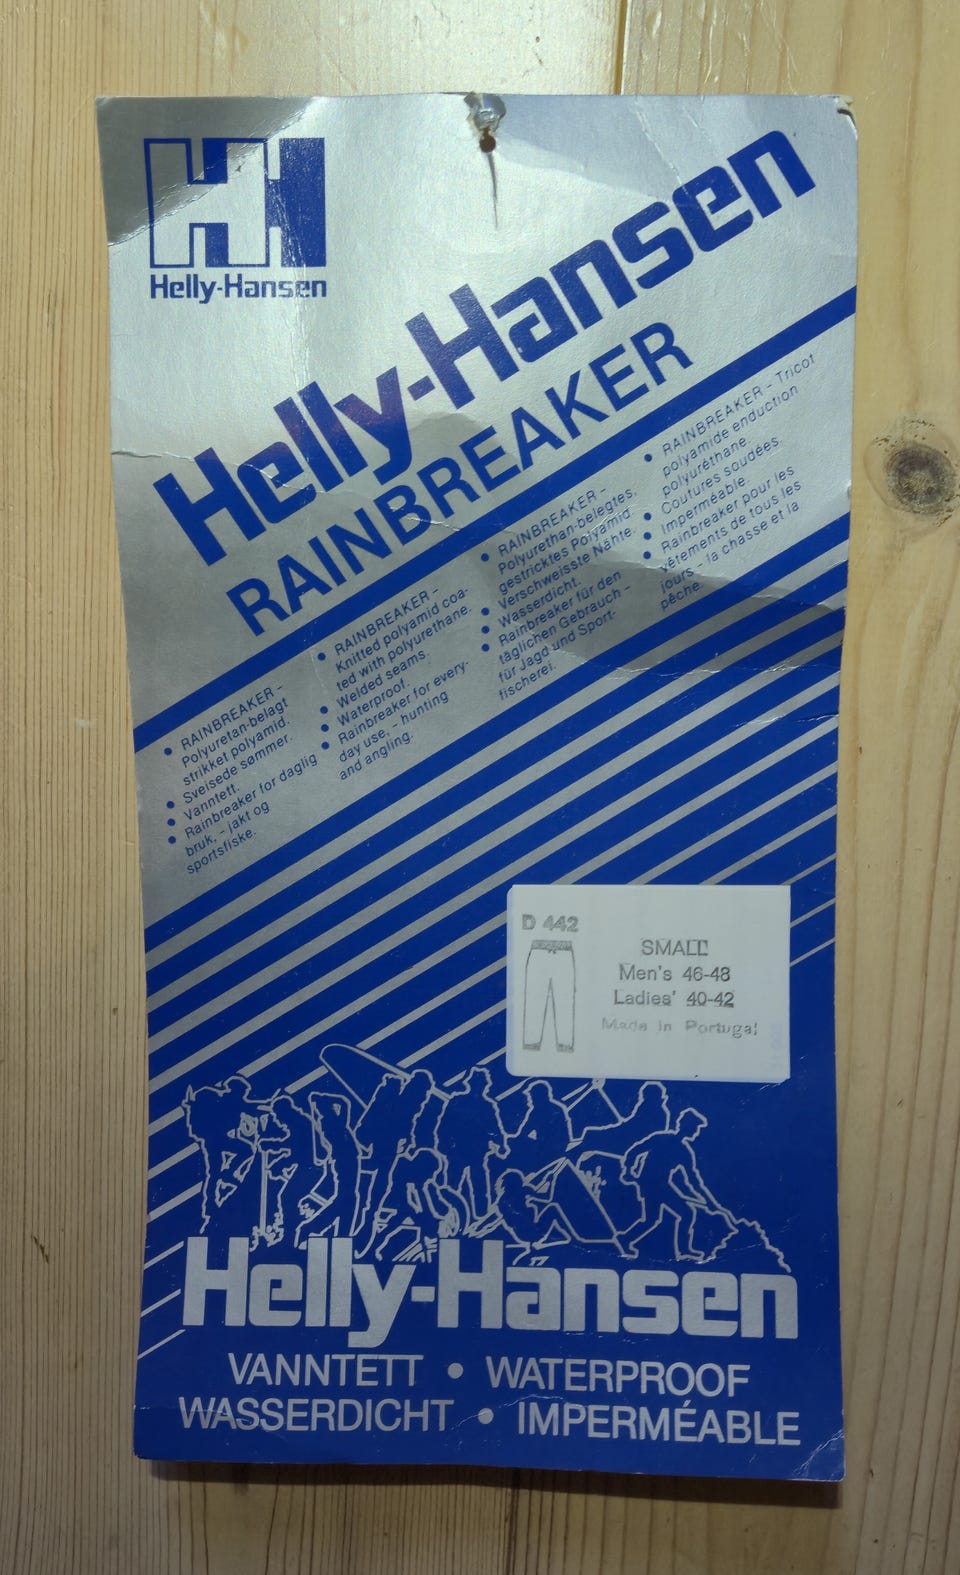 Helly-Hansen
Helly-Hansen
RAINBREAKER
• RAINBREAKER –
Polyuretan-belagt
strikket polyamid.
• Sveisede sømmer.
• Vanntett.
• Rainbreaker for daglig
bruk, – jakt og
sportsfiske.
• RAINBREAKER –
Knitted polyamid coa-
ted with polyurethane.
• Welded seams.
• Waterproof.
• Rainbreaker for every-
day use, – hunting
and angling.
• RAINBREAKER –
Polyurethan-belegtes,
gestricktes Polyamid.
• Verschweisste Nähte.
• Wasserdicht.
• Rainbreaker für den
täglichen Gebrauch –
für Jagd und Sport-
fischerei.
• RAINBREAKER – Tricot
polyamide enduction
polyuréthane.
• Coutures soudées.
• Imperméable.
• Rainbreaker pour les
vêtements de tous les
jours – la chasse et la
pêche.
D 442
SMALL
Men's 46-48
Ladies' 40-42
Made in Portugal
Helly-Hansen
VANNTETT • WATERPROOF
WASSERDICHT • IMPERMÉABLE